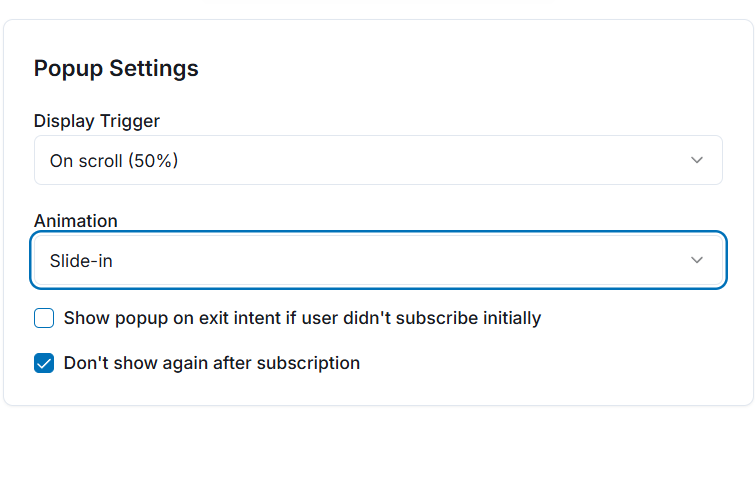 Popup Settings
Display Trigger
On scroll (50%)
Animation
Slide-in
Show popup on exit intent if user didn't subscribe initially
Don't show again after subscription